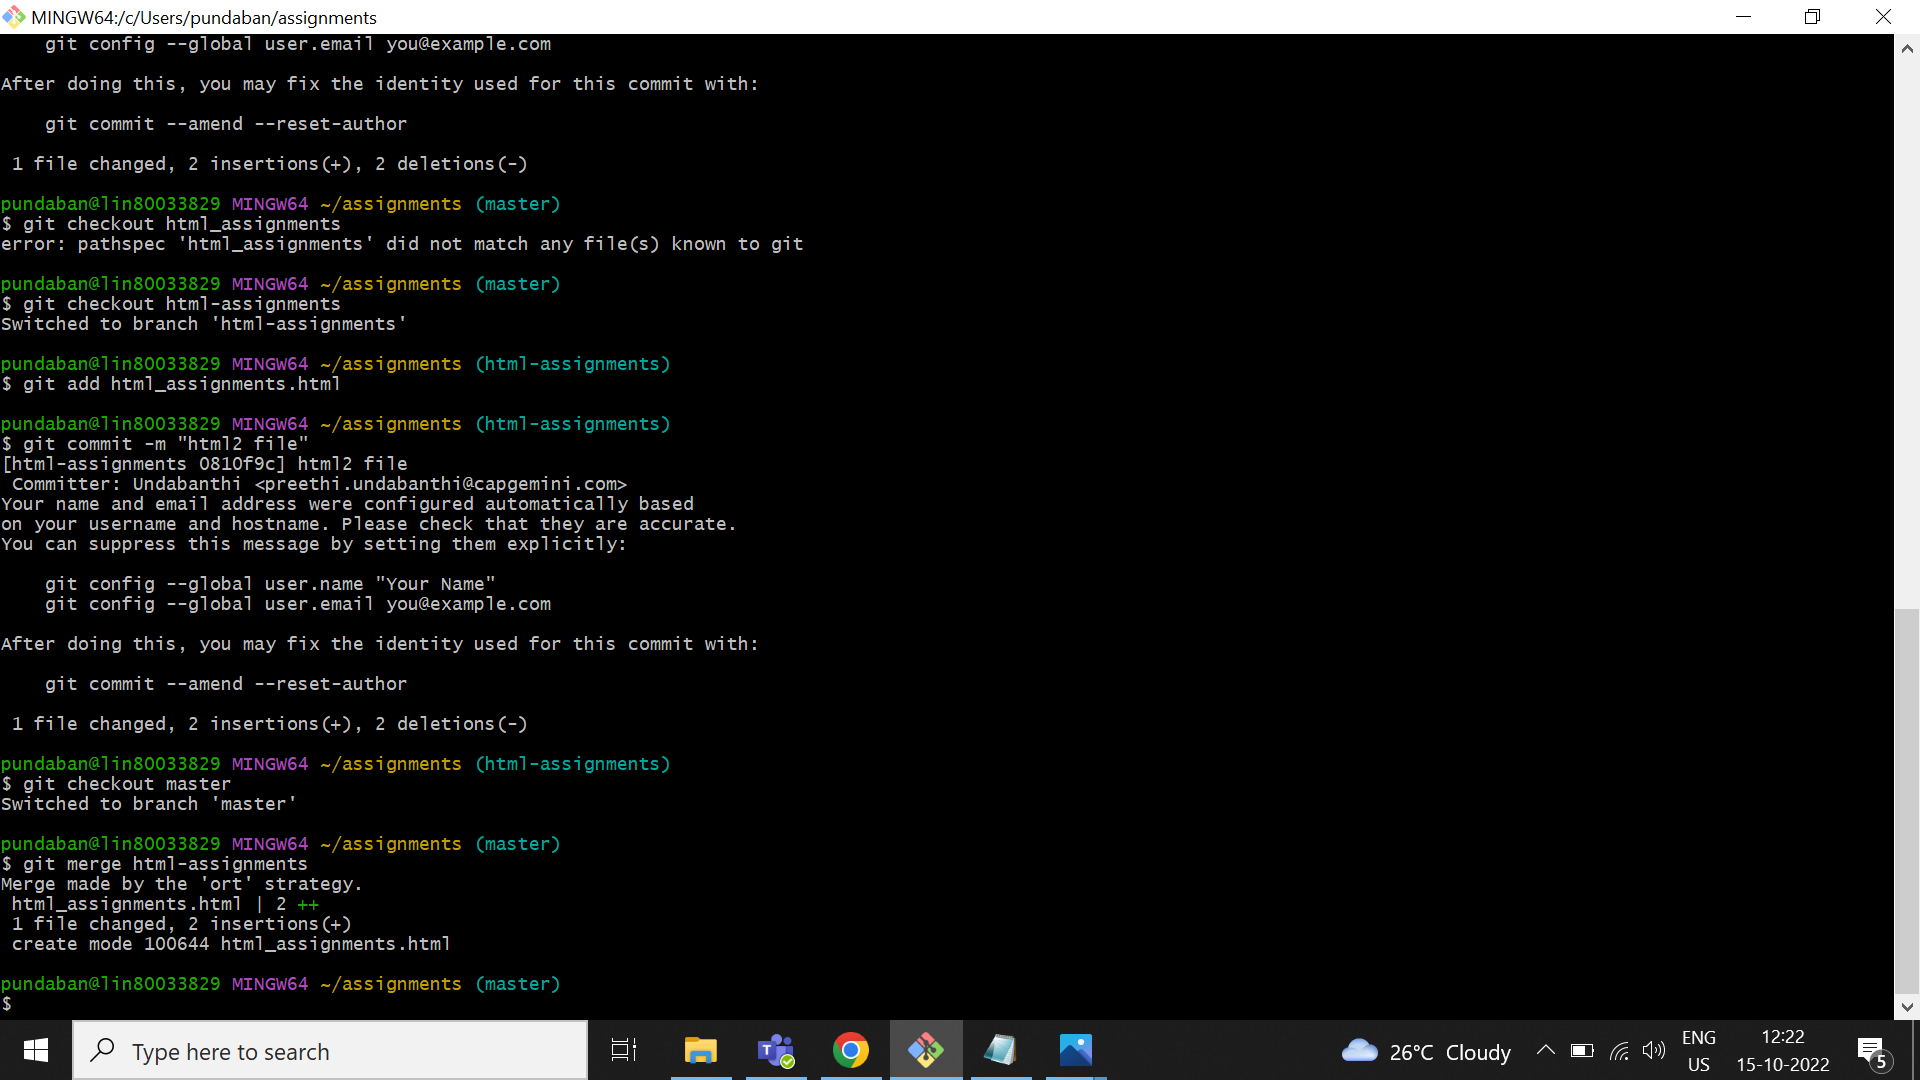 MINGW64:/c/Users/pundaban/assignments
    git config --global user.email you@example.com
After doing this, you may fix the identity used for this commit with:
    git commit --amend --reset-author
 1 file changed, 2 insertions(+), 2 deletions(-)
pundaban@lin80033829 MINGW64 ~/assignments (master)
$ git checkout html_assignments
error: pathspec 'html_assignments' did not match any file(s) known to git
pundaban@lin80033829 MINGW64 ~/assignments (master)
$ git checkout html-assignments
Switched to branch 'html-assignments'
pundaban@lin80033829 MINGW64 ~/assignments (html-assignments)
$ git add html_assignments.html
pundaban@lin80033829 MINGW64 ~/assignments (html-assignments)
$ git commit -m "html2 file"
[html-assignments 0810f9c] html2 file
 Committer: Undabanthi <preethi.undabanthi@capgemini.com>
Your name and email address were configured automatically based
on your username and hostname. Please check that they are accurate.
You can suppress this message by setting them explicitly:
    git config --global user.name "Your Name"
    git config --global user.email you@example.com
After doing this, you may fix the identity used for this commit with:
    git commit --amend --reset-author
 1 file changed, 2 insertions(+), 2 deletions(-)
pundaban@lin80033829 MINGW64 ~/assignments (html-assignments)
$ git checkout master
Switched to branch 'master'
pundaban@lin80033829 MINGW64 ~/assignments (master)
$ git merge html-assignments
Merge made by the 'ort' strategy.
 html_assignments.html | 2 ++
 1 file changed, 2 insertions(+)
 create mode 100644 html_assignments.html
pundaban@lin80033829 MINGW64 ~/assignments (master)
$
Type here to search
26°C Cloudy
ENG
US
12:22
15-10-2022
5